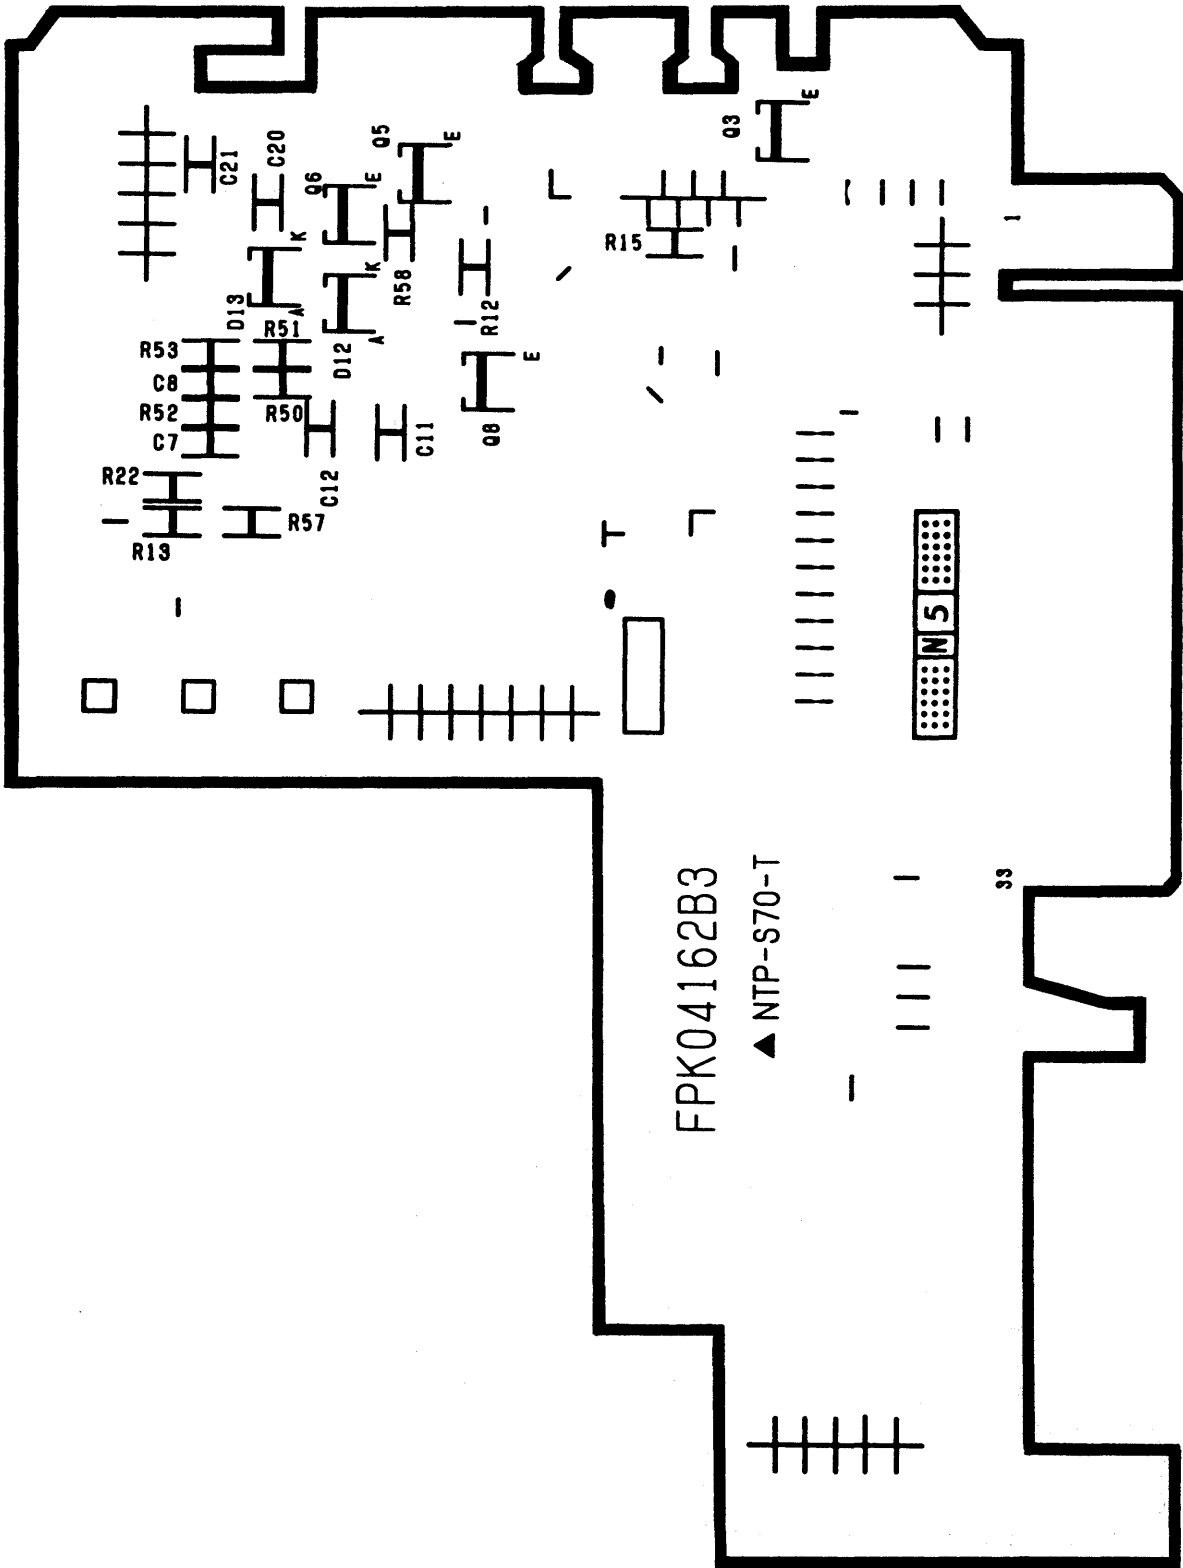 E
Q3
Q5
E
C20
C21
Q6
E
K
R58
R15
1
D13
A
K
R51
R12
D12
A
R53
E
C8
R52
R50
C7
C11
Q8
R22
C12
R57
R13
N 5
33
FPK04162B3
▲ NTP-S70-T